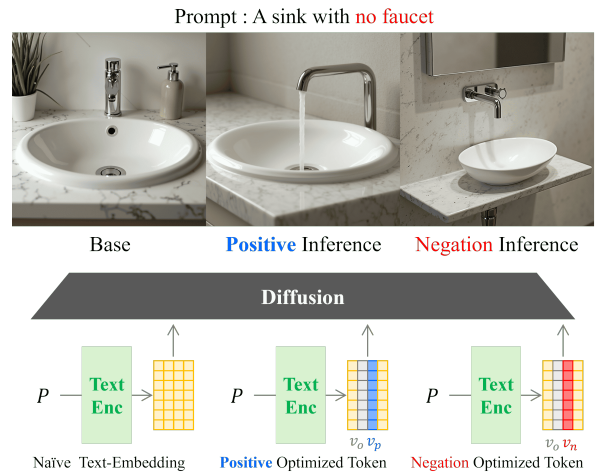 Prompt : A sink with no faucet
Base
Positive Inference
Negation Inference
Diffusion
P
Text
Enc
P
Text
Enc
P
Text
Enc
v_o v_p
v_o v_n
Naïve Text-Embedding
Positive Optimized Token
Negation Optimized Token